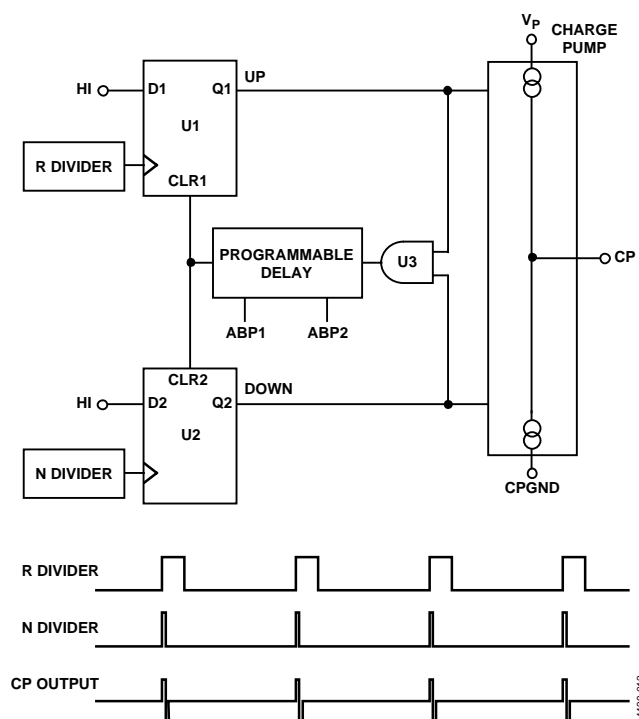 VP
CHARGE
PUMP
HI
D1
Q1
UP
U1
R DIVIDER
CLR1
PROGRAMMABLE
DELAY
U3
CP
ABP1
ABP2
CLR2
DOWN
HI
D2
Q2
U2
N DIVIDER
CPGND
R DIVIDER
N DIVIDER
CP OUTPUT